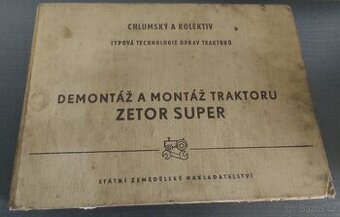 CHLUMSKÝ A KOLEKTIV
TYPOVÁ TECHNOLOGIE OPRAV TRAKTORŮ
DEMONTÁŽ A MONTÁŽ TRAKTORU
ZETOR SUPER
STÁTNÍ ZEMĚDĚLSKÉ NAKLADATELSTVÍ